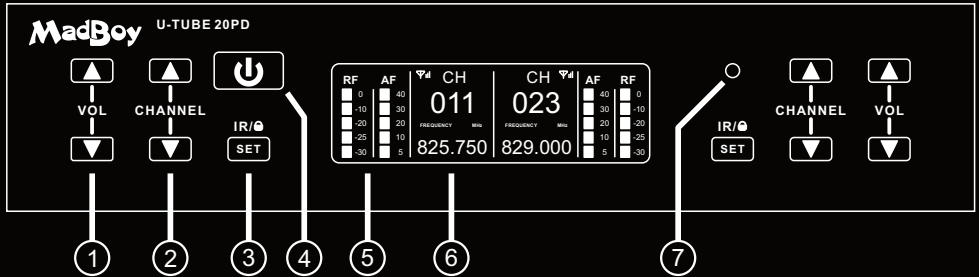 MadBoy U-TUBE 20PD
VOL
CHANNEL
IR/
SET
RF AF
0 40
-10 30
-20 20
-25 10
-30 5
CH
011
FREQUENCY MHz
825.750
CH
023
FREQUENCY MHz
829.000
AF RF
40 0
30 -10
20 -20
10 -25
5 -30
IR/
SET
CHANNEL
VOL
1 2 3 4 5 6 7